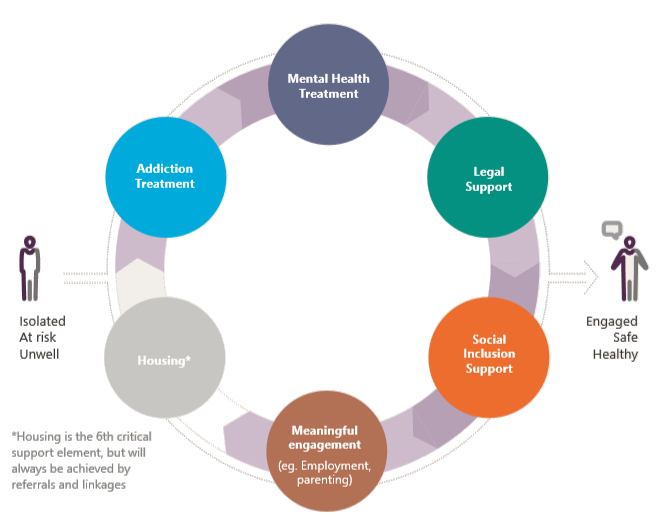 Mental Health
Treatment
Addiction
Treatment
Legal
Support
Isolated
At risk
Unwell
Engaged
Safe
Healthy
Housing*
Social
Inclusion
Support
Meaningful
engagement
(eg. Employment,
parenting)
*Housing is the 6th critical
support element, but will
always be achieved by
referrals and linkages